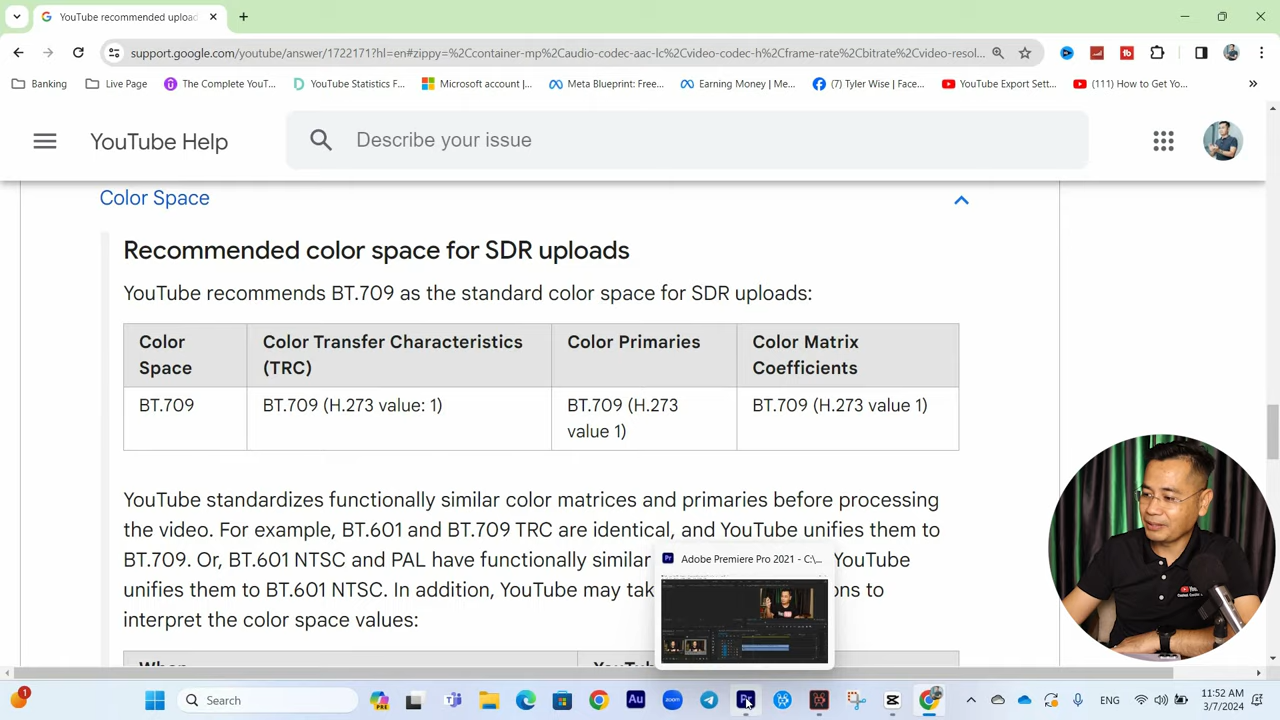 YouTube recommended upload
support.google.com/youtube/answer/1722171?hl=en#zippy=%2Ccontainer-mp%2Caudio-codec-aac-lc%2Cvideo-codec-h%2Cframe-rate%2Cbitrate%2Cvideo-resol...
Banking
Live Page
The Complete YouT...
YouTube Startup F...
Microsoft account |...
Meta Blueprint: Free...
Earning Money | Me...
(4) Tyler Wise | Face...
YouTube Export Sett...
(111) How to Get Yo...
YouTube Help
Describe your issue
Color Space
Recommended color space for SDR uploads
YouTube recommends BT.709 as the standard color space for SDR uploads:
Color Space
Color Transfer Characteristics (TRC)
Color Primaries
Color Matrix Coefficients
BT.709
BT.709 (H.273 value: 1)
BT.709 (H.273 value 1)
BT.709 (H.273 value 1)
YouTube standardizes functionally similar color matrices and primaries before processing
the video. For example, BT.601 and BT.709 TRC are identical, and YouTube unifies them to
BT.709. Or, BT.601 NTSC and PAL have functionally similar YouTube
unifies them to BT.601 NTSC. In addition, YouTube may tak ons to
interpret the color space values:
Adobe Premiere Pro 2021 - C:\...
When
1
Search
Au
zoom
Pr
ENG
11:52 AM
3/7/2024